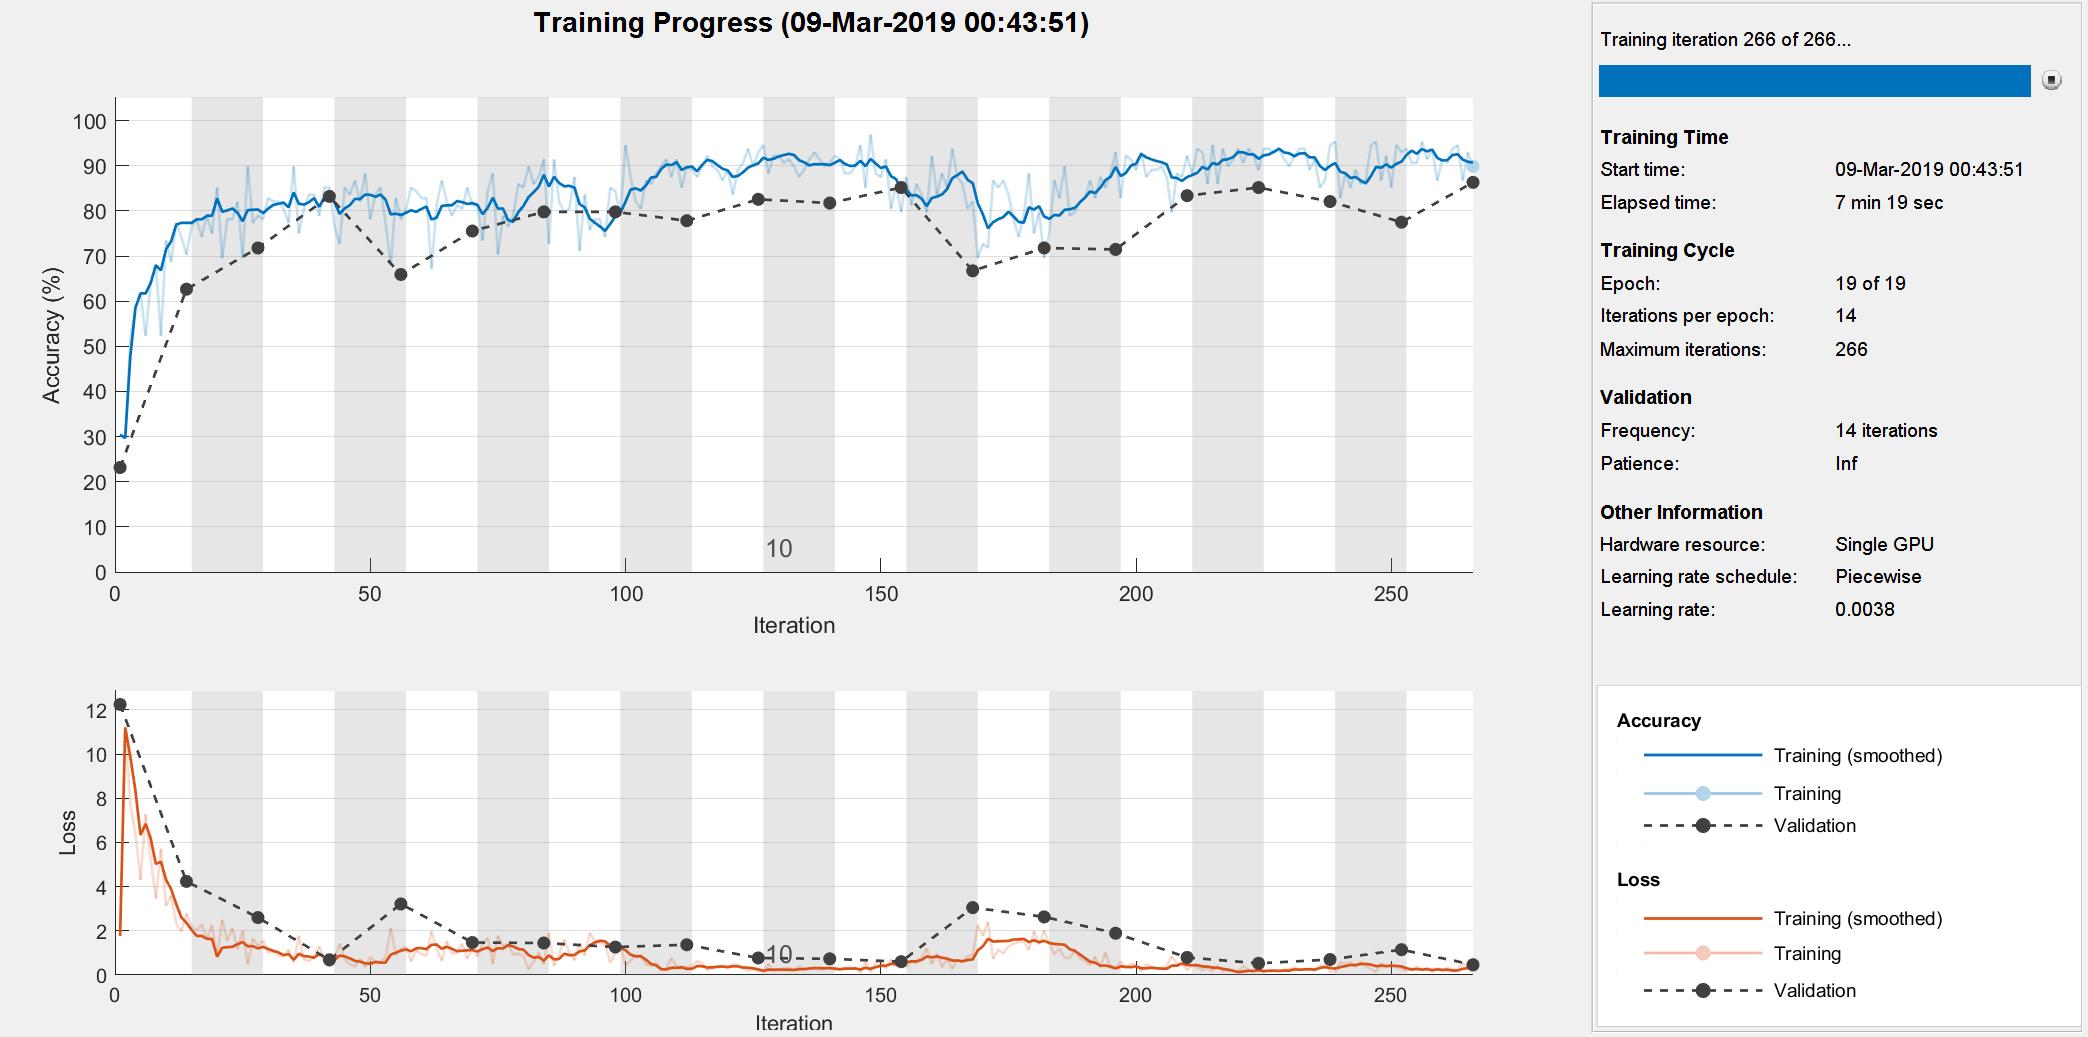 Training Progress (09-Mar-2019 00:43:51)
100
90
80
70
60
50
40
30
20
10
0
Accuracy (%)
10
0 50 100 150 200 250
Iteration
12
10
8
6
4
2
0
Loss
10
0 50 100 150 200 250
Iteration
Training iteration 266 of 266...
Training Time
Start time: 09-Mar-2019 00:43:51
Elapsed time: 7 min 19 sec
Training Cycle
Epoch: 19 of 19
Iterations per epoch: 14
Maximum iterations: 266
Validation
Frequency: 14 iterations
Patience: Inf
Other Information
Hardware resource: Single GPU
Learning rate schedule: Piecewise
Learning rate: 0.0038
Accuracy
Training (smoothed)
Training
Validation
Loss
Training (smoothed)
Training
Validation